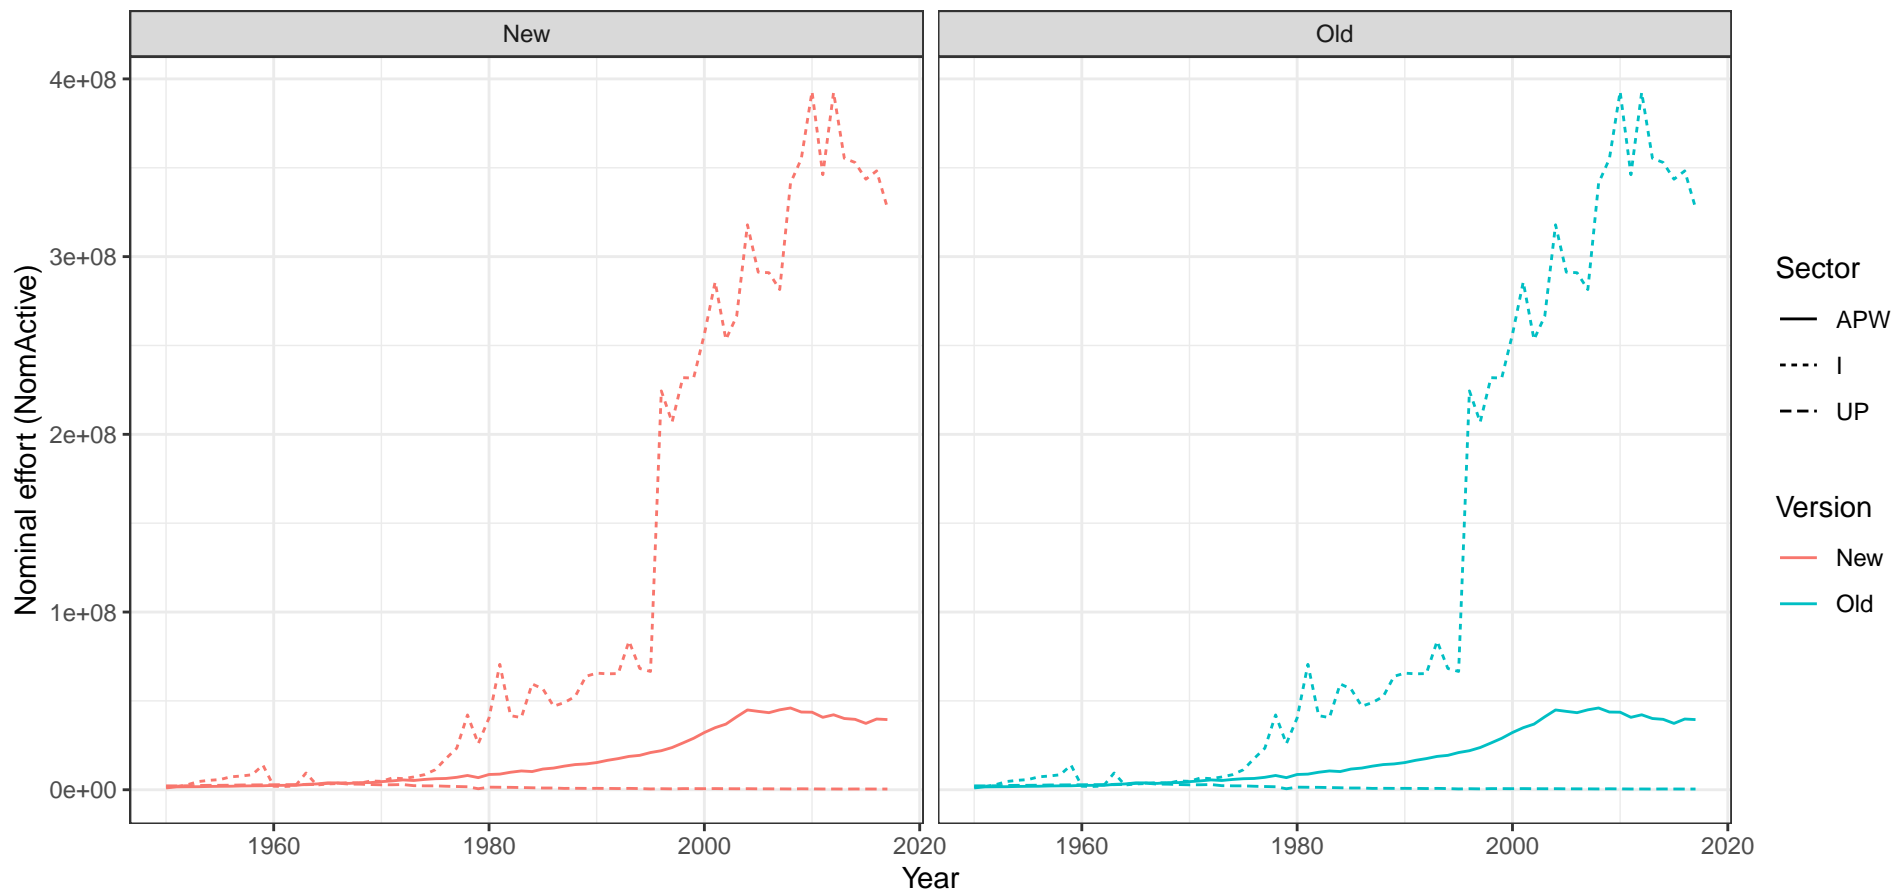 New
Old
4e+08
3e+08
2e+08
1e+08
0e+00
Nominal effort (NomActive)
1960
1980
2000
2020
1960
1980
2000
2020
Year
Sector
APW
I
UP
Version
New
Old